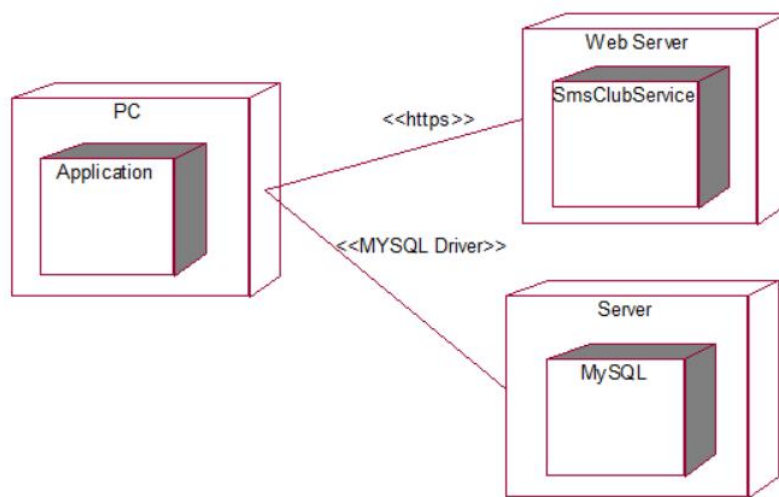 PC
Application
<<https>>
<<MYSQL Driver>>
Web Server
SmsClubService
Server
MySQL